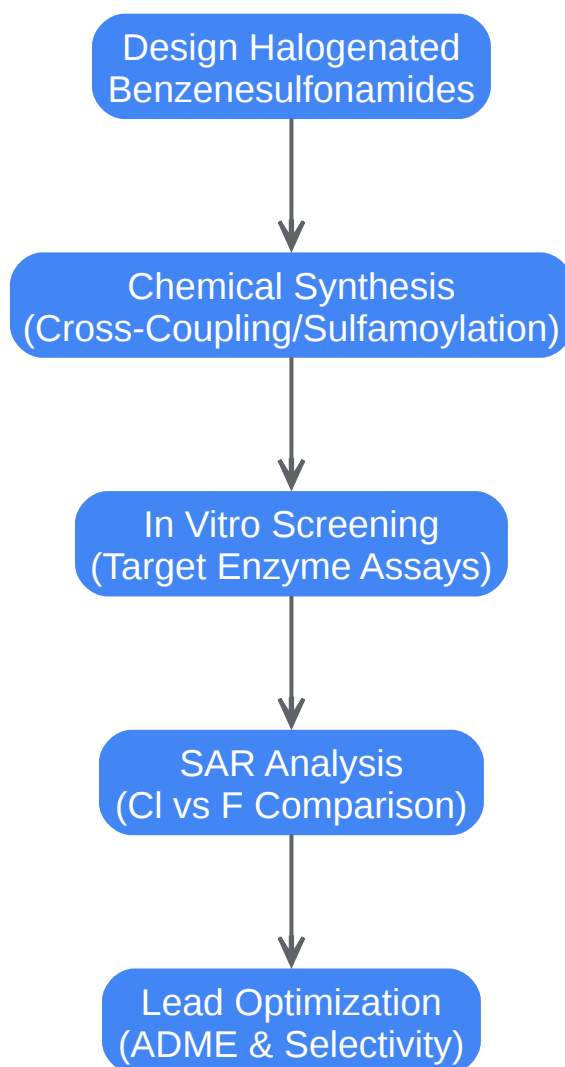 Design Halogenated
Benzenesulfonamides
Chemical Synthesis
(Cross-Coupling/Sulfamoylation)
In Vitro Screening
(Target Enzyme Assays)
SAR Analysis
(Cl vs F Comparison)
Lead Optimization
(ADME & Selectivity)